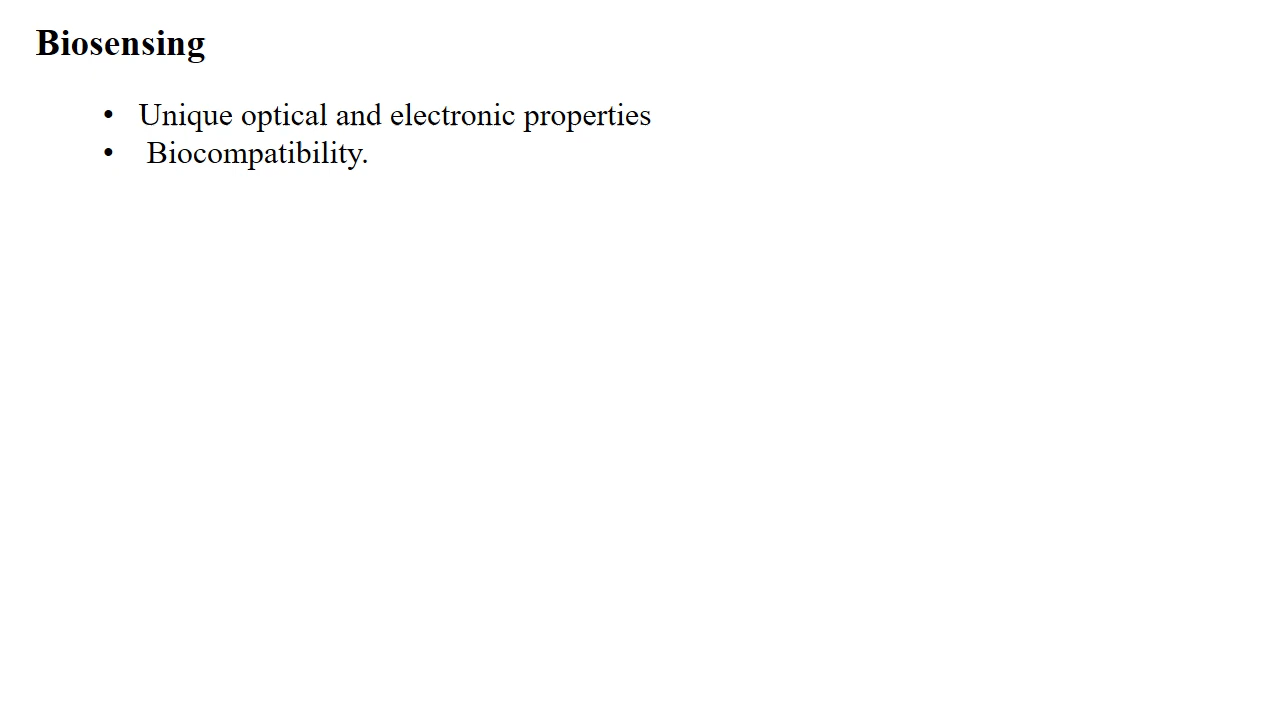 Biosensing
• Unique optical and electronic properties
• Biocompatibility.